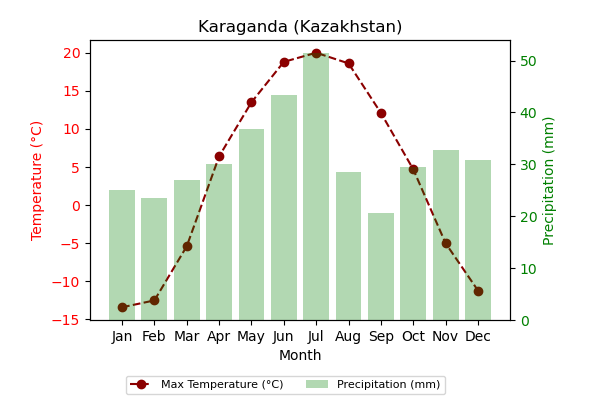 Karaganda (Kazakhstan)
Temperature (°C)
20
15
10
5
0
−5
−10
−15
50
40
30
20
10
0
Precipitation (mm)
Jan Feb Mar Apr May Jun Jul Aug Sep Oct Nov Dec
Month
Max Temperature (°C) Precipitation (mm)